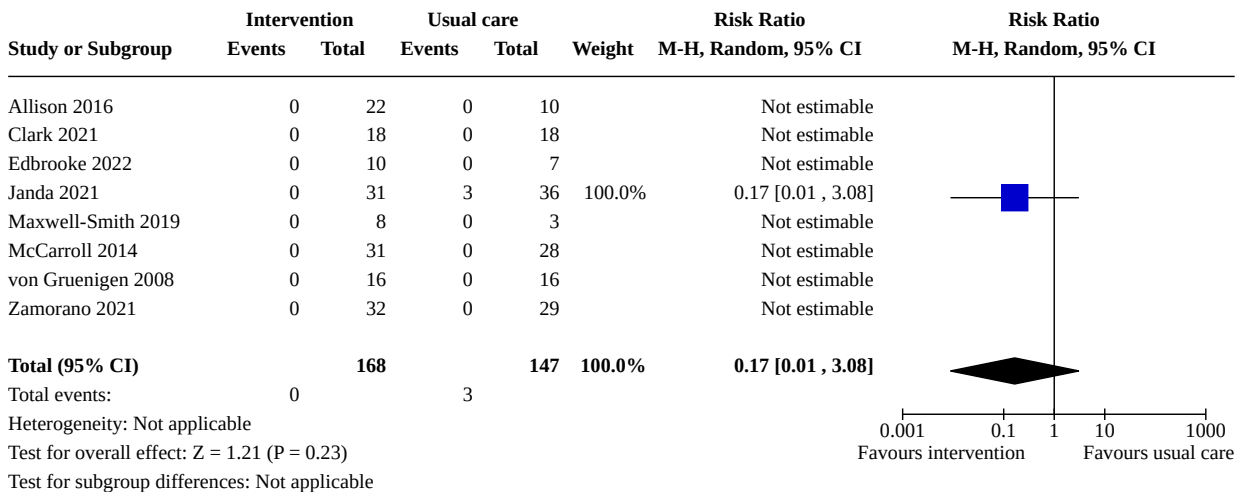 Intervention Usual care Risk Ratio Risk Ratio
Study or Subgroup Events Total Events Total Weight M-H, Random, 95% CI M-H, Random, 95% CI
Allison 2016 0 22 0 10 Not estimable
Clark 2021 0 18 0 18 Not estimable
Edbrooke 2022 0 10 0 7 Not estimable
Janda 2021 0 31 3 36 100.0% 0.17 [0.01 , 3.08]
Maxwell-Smith 2019 0 8 0 3 Not estimable
McCarroll 2014 0 31 0 28 Not estimable
von Gruenigen 2008 0 16 0 16 Not estimable
Zamorano 2021 0 32 0 29 Not estimable
Total (95% CI) 168 147 100.0% 0.17 [0.01 , 3.08]
Total events: 0 3
Heterogeneity: Not applicable
0.001 0.1 1 10 1000
Test for overall effect: Z = 1.21 (P = 0.23)
Favours intervention Favours usual care
Test for subgroup differences: Not applicable